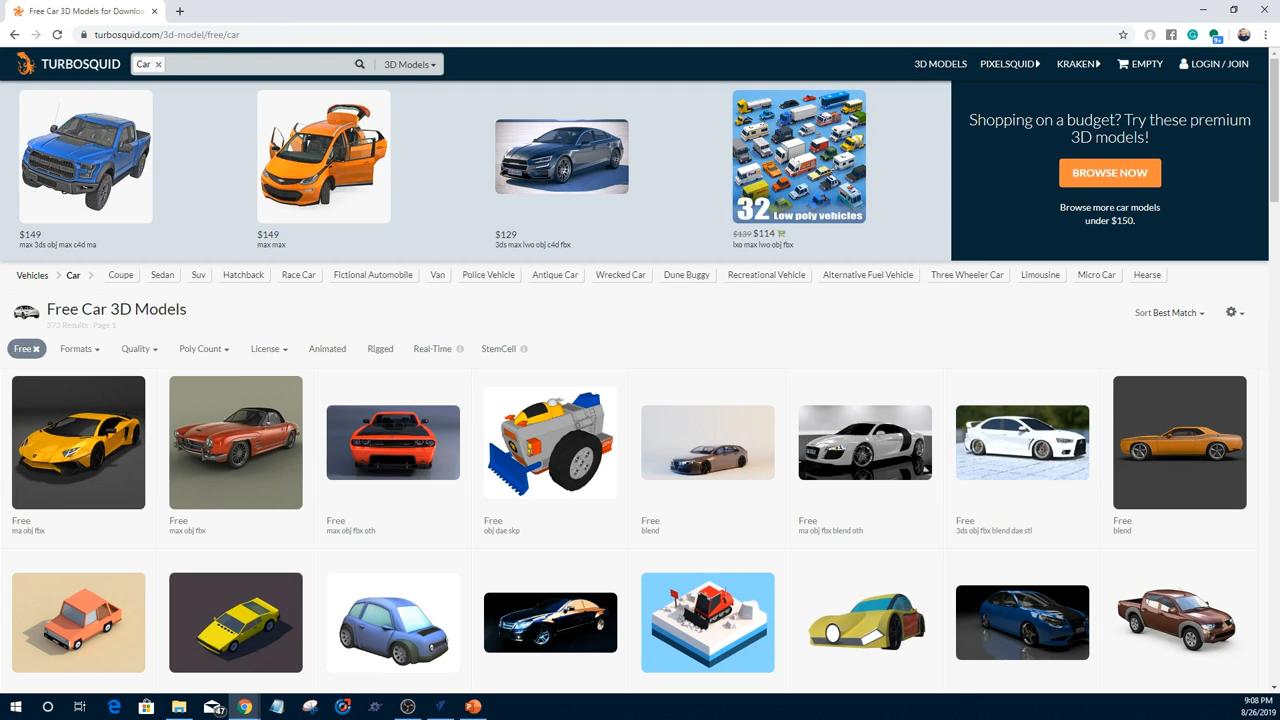 Free Car 3D Models for Downloa
turbosquid.com/3d-model/free/car
9+
TURBOSQUID
Car
3D Models
3D MODELS
PIXELSQUID
KRAKEN
EMPTY
LOGIN / JOIN
32 Low poly vehicles
$149
max 3ds obj max c4d ma
$149
max max
$129
3ds max lwo obj c4d fbx
$139 $114
lxo max lwo obj fbx
Shopping on a budget? Try these premium
3D models!
BROWSE NOW
Browse more car models
under $150.
Vehicles Car Coupe Sedan Suv Hatchback Race Car Fictional Automobile Van Police Vehicle Antique Car Wrecked Car Dune Buggy Recreational Vehicle Alternative Fuel Vehicle Three Wheeler Car Limousine Micro Car Hearse
Free Car 3D Models
373 Results : Page 1
Sort Best Match
Free Formats Quality Poly Count License Animated Rigged Real-Time StemCell
Free
ma obj fbx
Free
max obj fbx
Free
max obj fbx oth
Free
obj dae skp
Free
blend
Free
ma obj fbx blend oth
Free
3ds obj fbx blend dae stl
Free
blend
47
9:08 PM
8/26/2019